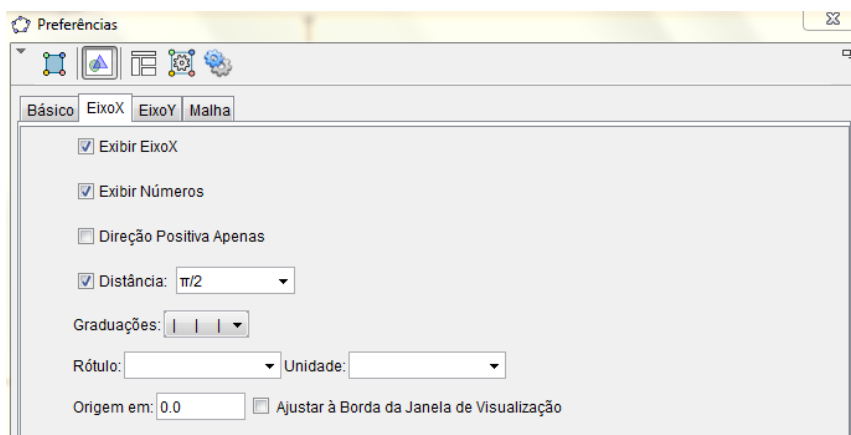 Preferências
Básico EixoX EixoY Malha
Exibir EixoX
Exibir Números
Direção Positiva Apenas
Distância: π/2
Graduações: | | |
Rótulo: Unidade:
Origem em: 0.0 Ajustar à Borda da Janela de Visualização